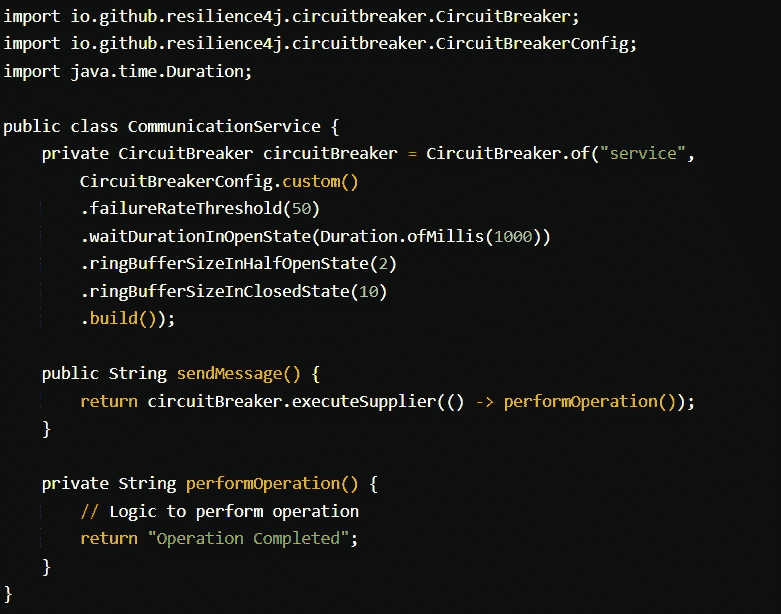 import io.github.resilience4j.circuitbreaker.CircuitBreaker;
import io.github.resilience4j.circuitbreaker.CircuitBreakerConfig;
import java.time.Duration;

public class CommunicationService {
    private CircuitBreaker circuitBreaker = CircuitBreaker.of("service",
        CircuitBreakerConfig.custom()
        .failureRateThreshold(50)
        .waitDurationInOpenState(Duration.ofMillis(1000))
        .ringBufferSizeInHalfOpenState(2)
        .ringBufferSizeInClosedState(10)
        .build());

    public String sendMessage() {
        return circuitBreaker.executeSupplier(() -> performOperation());
    }

    private String performOperation() {
        // Logic to perform operation
        return "Operation Completed";
    }
}